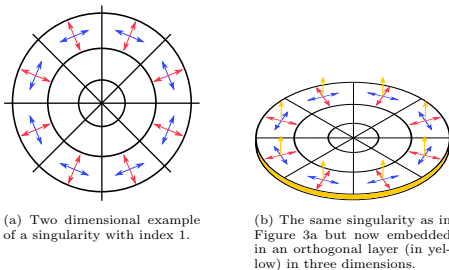 (a) Two dimensional example
of a singularity with index 1.
(b) The same singularity as in
Figure 3a but now embedded
in an orthogonal layer (in yel-
low) in three dimensions.